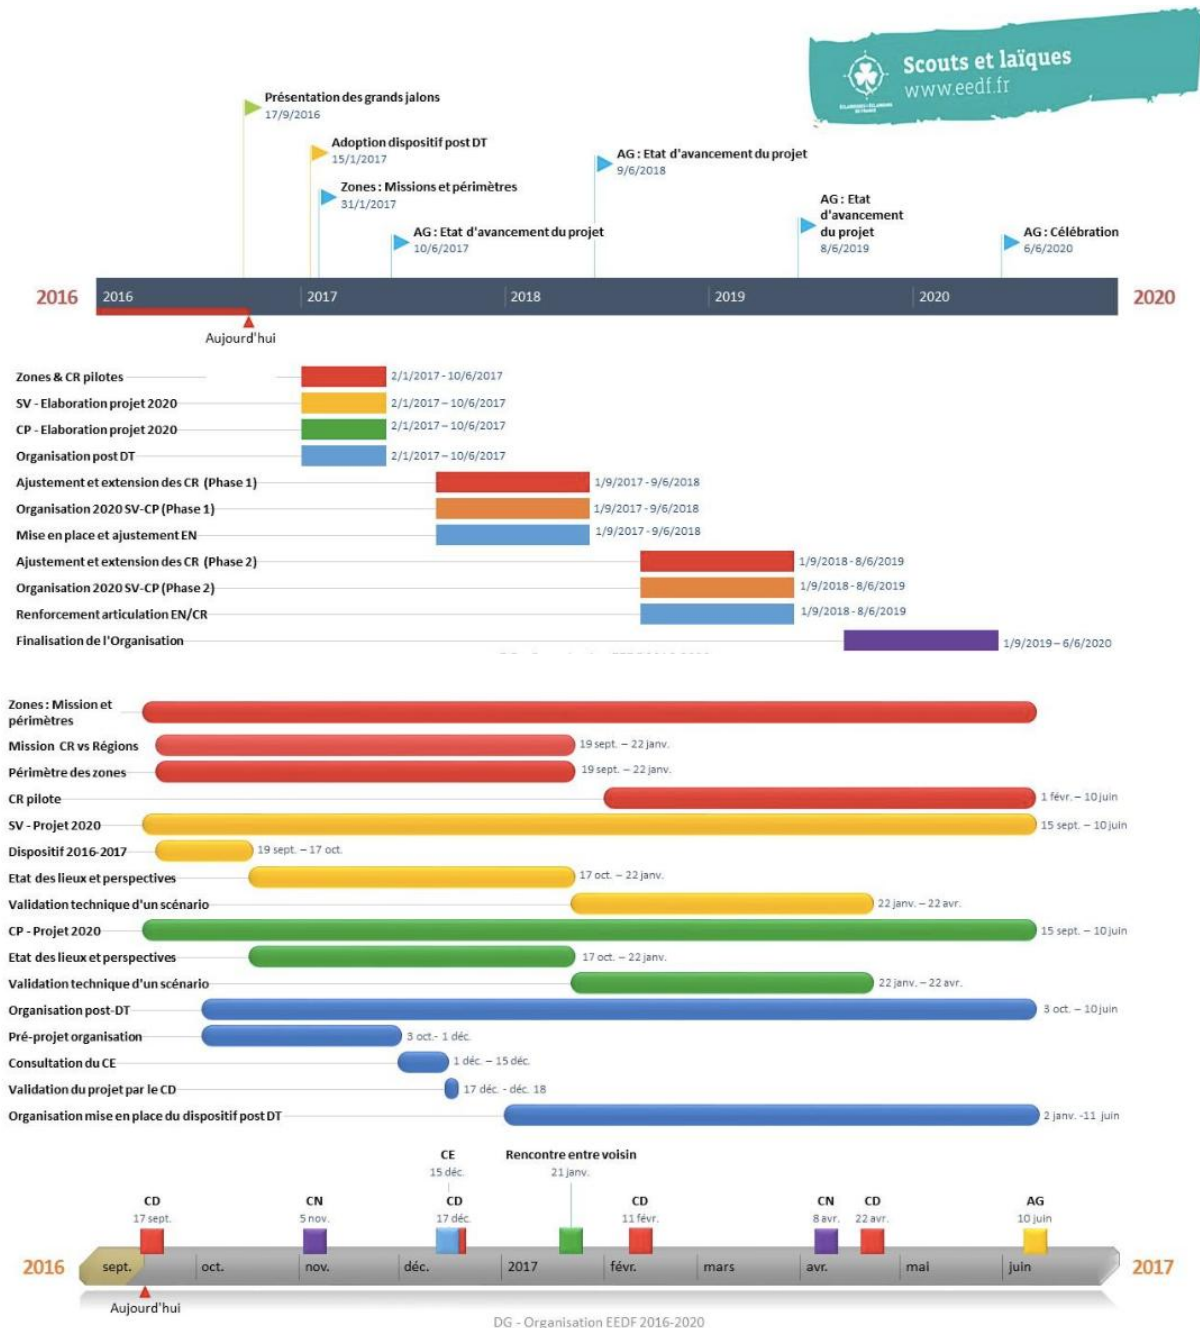 Scouts et laïques
www.eedf.fr
Présentation des grands jalons
17/9/2016
Adoption dispositif post DT
15/1/2017
Zones : Missions et périmètres
31/1/2017
AG : Etat d'avancement du projet
10/6/2017
AG : Etat d'avancement du projet
9/6/2018
AG : Etat
d'avancement
du projet
8/6/2019
AG : Célébration
6/6/2020
2016 2016 2017 2018 2019 2020 2020
Aujourd'hui
Zones & CR pilotes 2/1/2017 - 10/6/2017
SV - Elaboration projet 2020 2/1/2017 – 10/6/2017
CP - Elaboration projet 2020 2/1/2017 – 10/6/2017
Organisation post DT 2/1/2017 – 10/6/2017
Ajustement et extension des CR (Phase 1) 1/9/2017 - 9/6/2018
Organisation 2020 SV-CP (Phase 1) 1/9/2017 - 9/6/2018
Mise en place et ajustement EN 1/9/2017 - 9/6/2018
Ajustement et extension des CR (Phase 2) 1/9/2018 - 8/6/2019
Organisation 2020 SV-CP (Phase 2) 1/9/2018 - 8/6/2019
Renforcement articulation EN/CR 1/9/2018 - 8/6/2019
Finalisation de l'Organisation 1/9/2019 – 6/6/2020
Zones : Mission et
périmètres
Mission CR vs Régions 19 sept. – 22 janv.
Périmètre des zones 19 sept. – 22 janv.
CR pilote 1 févr. – 10 juin
SV - Projet 2020 15 sept. – 10 juin
Dispositif 2016-2017 19 sept. – 17 oct.
Etat des lieux et perspectives 17 oct. – 22 janv.
Validation technique d'un scénario 22 janv. – 22 avr.
CP - Projet 2020 15 sept. – 10 juin
Etat des lieux et perspectives 17 oct. – 22 janv.
Validation technique d'un scénario 22 janv. – 22 avr.
Organisation post-DT 3 oct. – 10 juin
Pré-projet organisation 3 oct.- 1 déc.
Consultation du CE 1 déc. – 15 déc.
Validation du projet par le CD 17 déc. - déc. 18
Organisation mise en place du dispositif post DT 2 janv. -11 juin
CE
15 déc.
Rencontre entre voisin
21 janv.
CD
17 sept.
CN
5 nov.
CD
17 déc.
CD
11 févr.
CN
8 avr.
CD
22 avr.
AG
10 juin
2016 sept. oct. nov. déc. 2017 févr. mars avr. mai juin 2017
Aujourd'hui
DG - Organisation EEDF 2016-2020